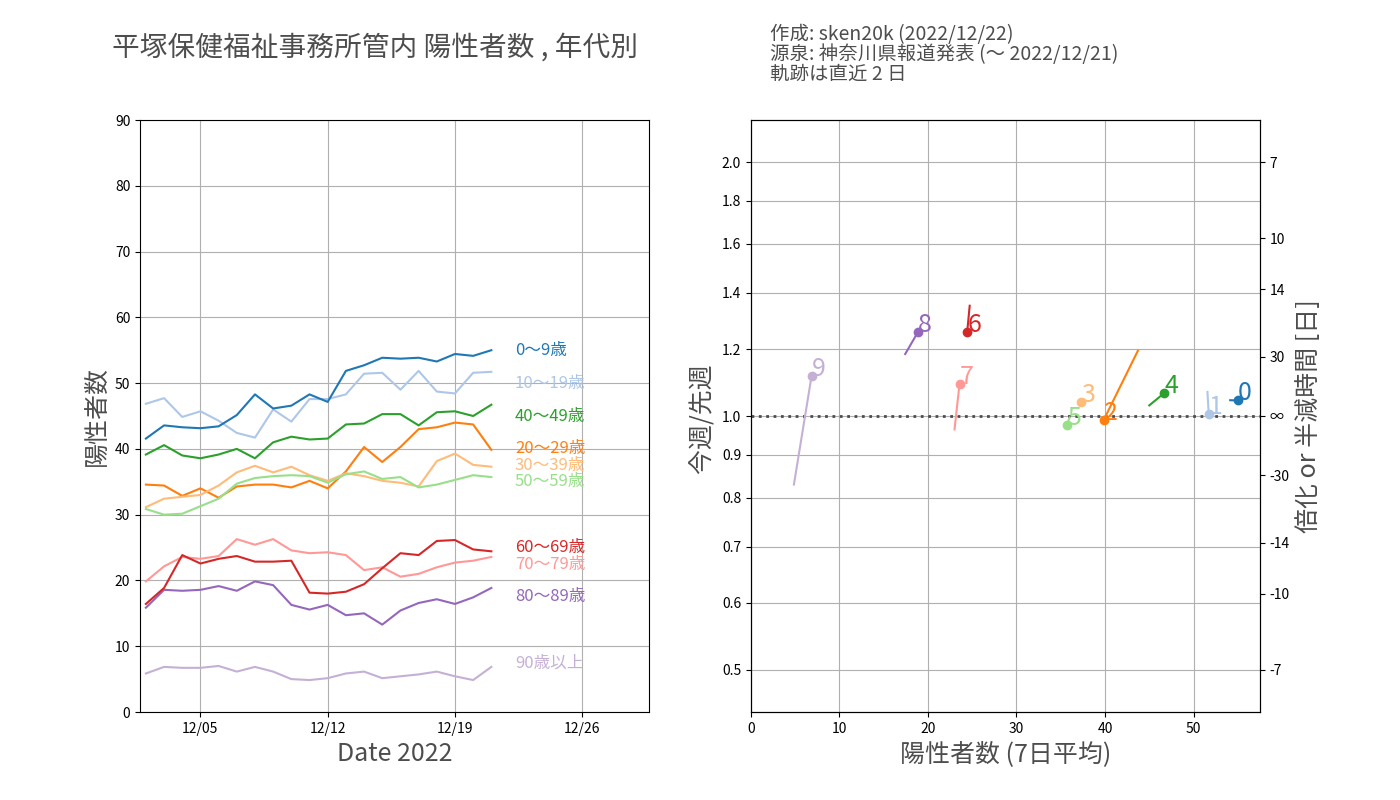 平塚保健福祉事務所管内 陽性者数 , 年代別
作成: sken20k (2022/12/22)
源泉: 神奈川県報道発表 (～ 2022/12/21)
軌跡は直近 2 日
陽性者数
90
80
70
60
50
40
30
20
10
0
0～9歳
10～19歳
40～49歳
20～29歳
30～39歳
50～59歳
60～69歳
70～79歳
80～89歳
90歳以上
12/05
12/12
12/19
12/26
Date 2022
今週/先週
2.0
1.8
1.6
1.4
1.2
1.0
0.9
0.8
0.7
0.6
0.5
9
8
6
7
3
5
2
4
1
0
7
10
14
30
∞
-30
-14
-10
-7
倍化 or 半減時間 [日]
0
10
20
30
40
50
陽性者数 (7日平均)